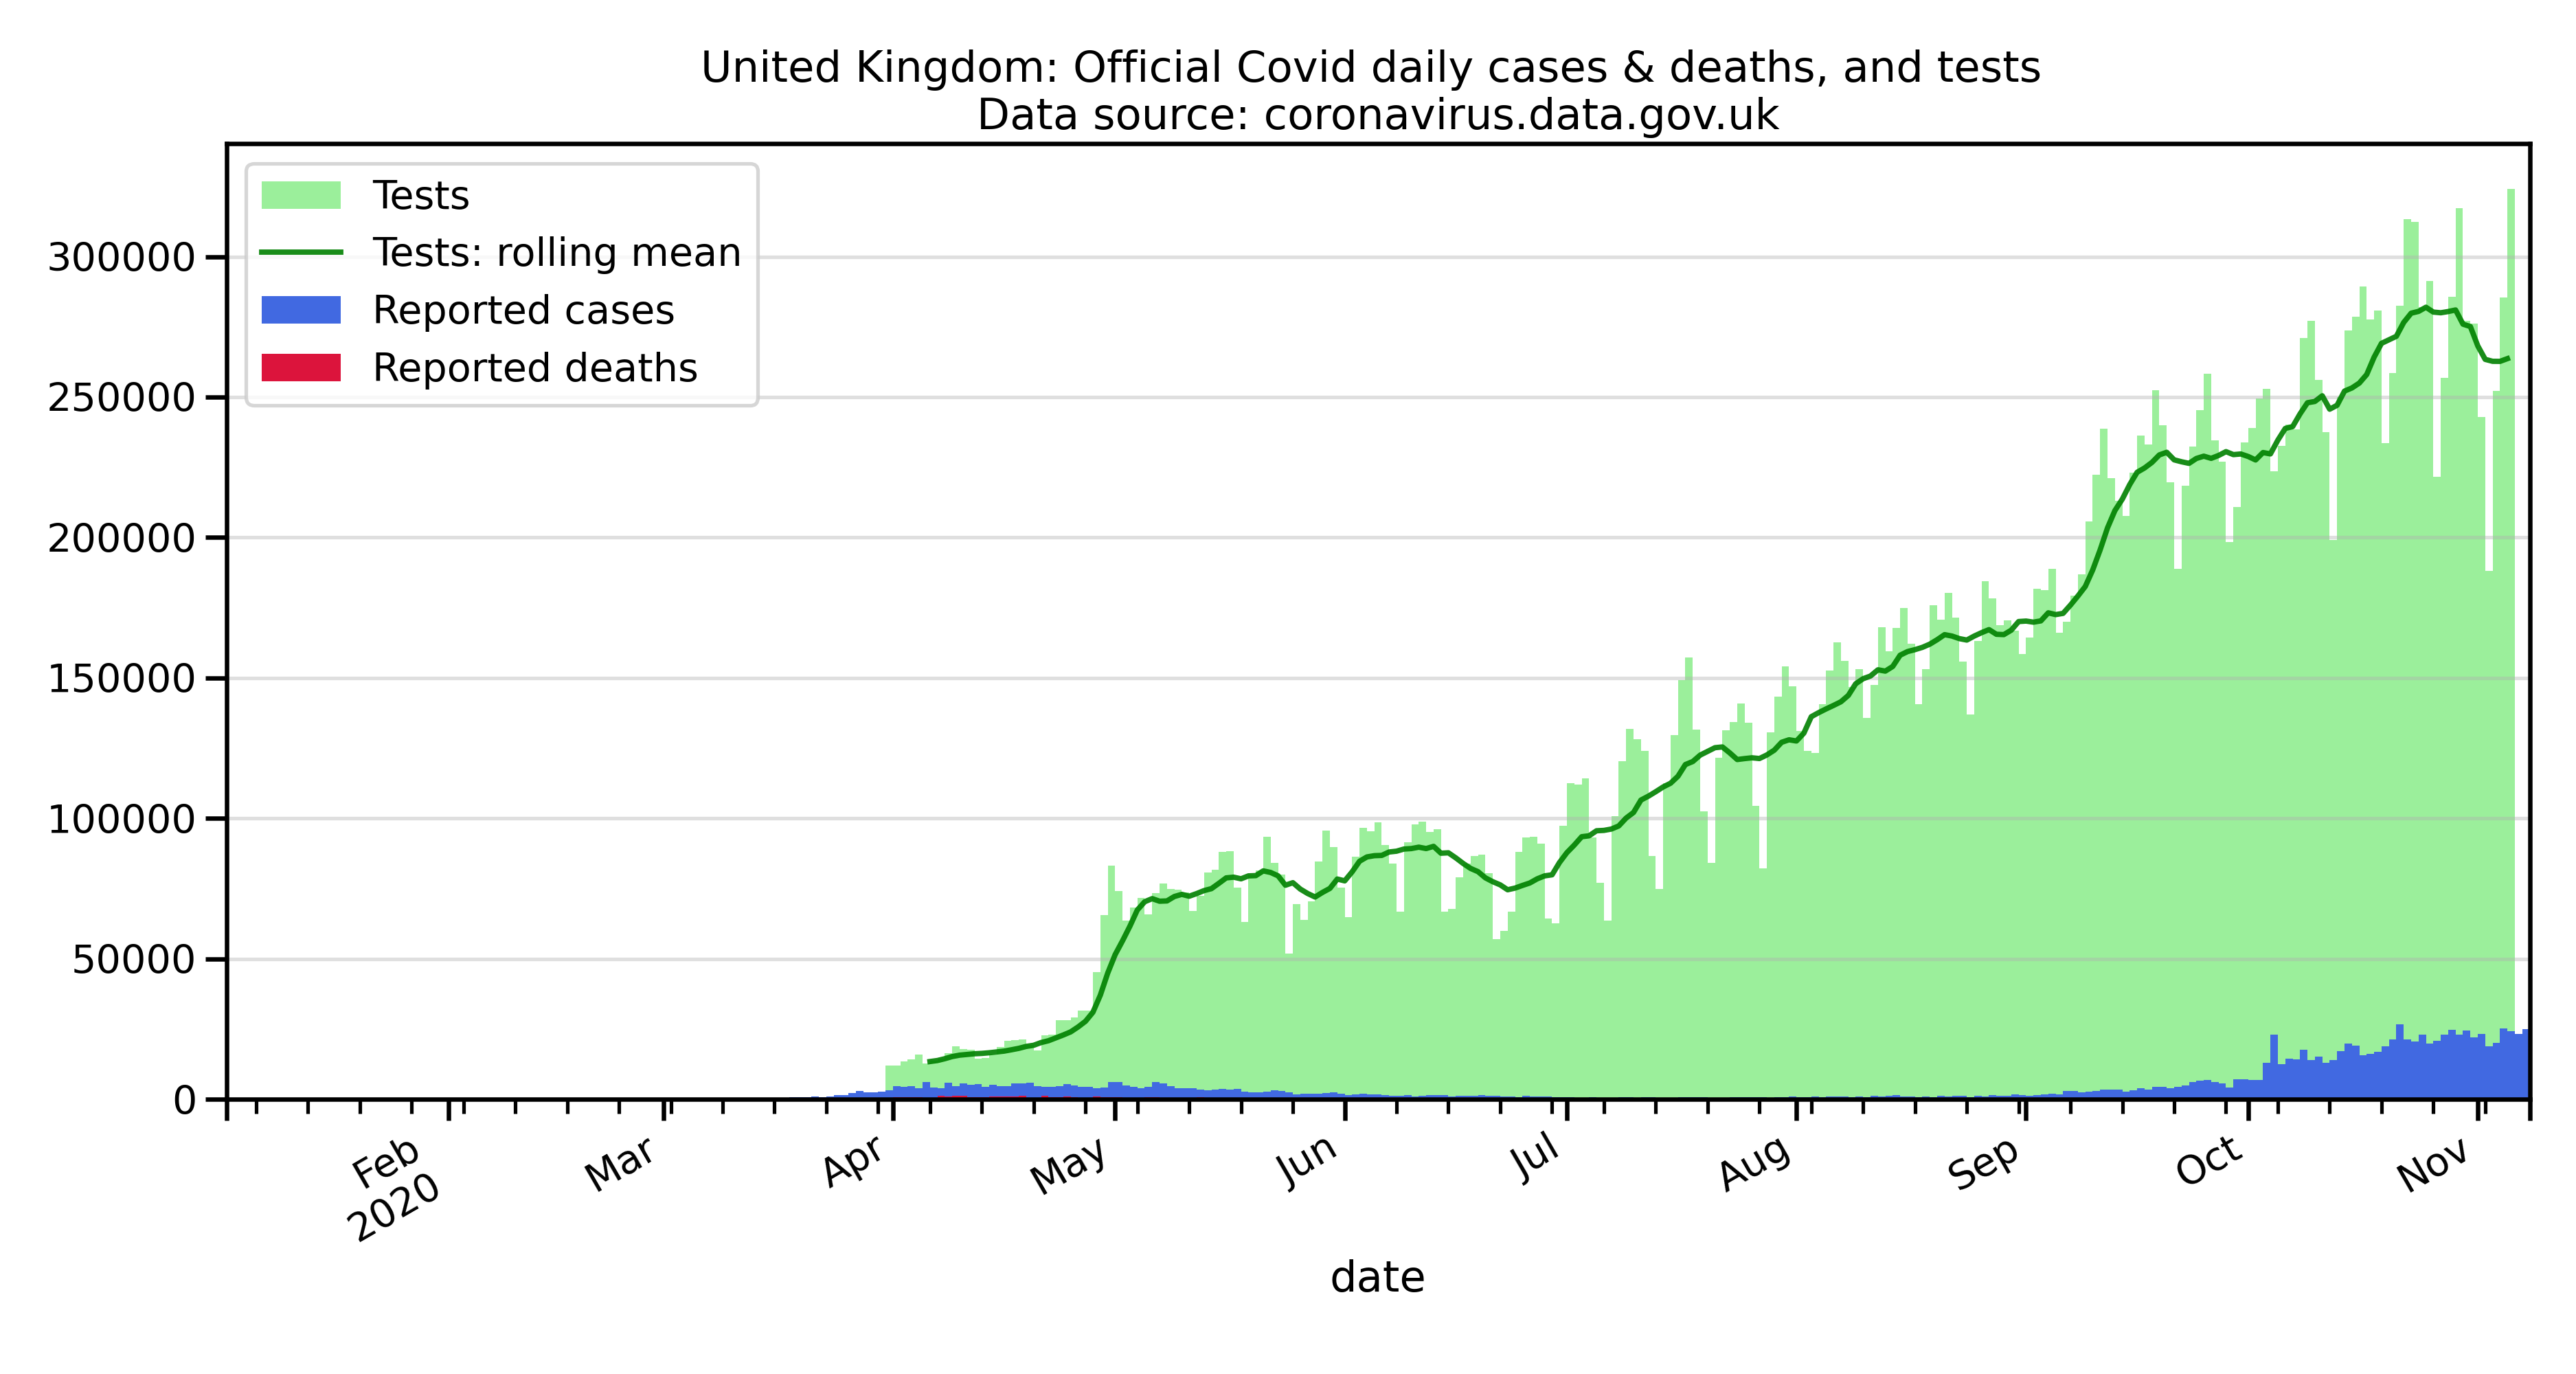 United Kingdom: Official Covid daily cases & deaths, and tests
Data source: coronavirus.data.gov.uk
Tests
Tests: rolling mean
Reported cases
Reported deaths
300000
250000
200000
150000
100000
50000
0
Feb
2020
Mar
Apr
May
Jun
Jul
Aug
Sep
Oct
Nov
date